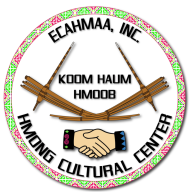 ECAHMAA, INC.
KOOM HAUM
HMOOB
HMONG CULTURAL CENTER